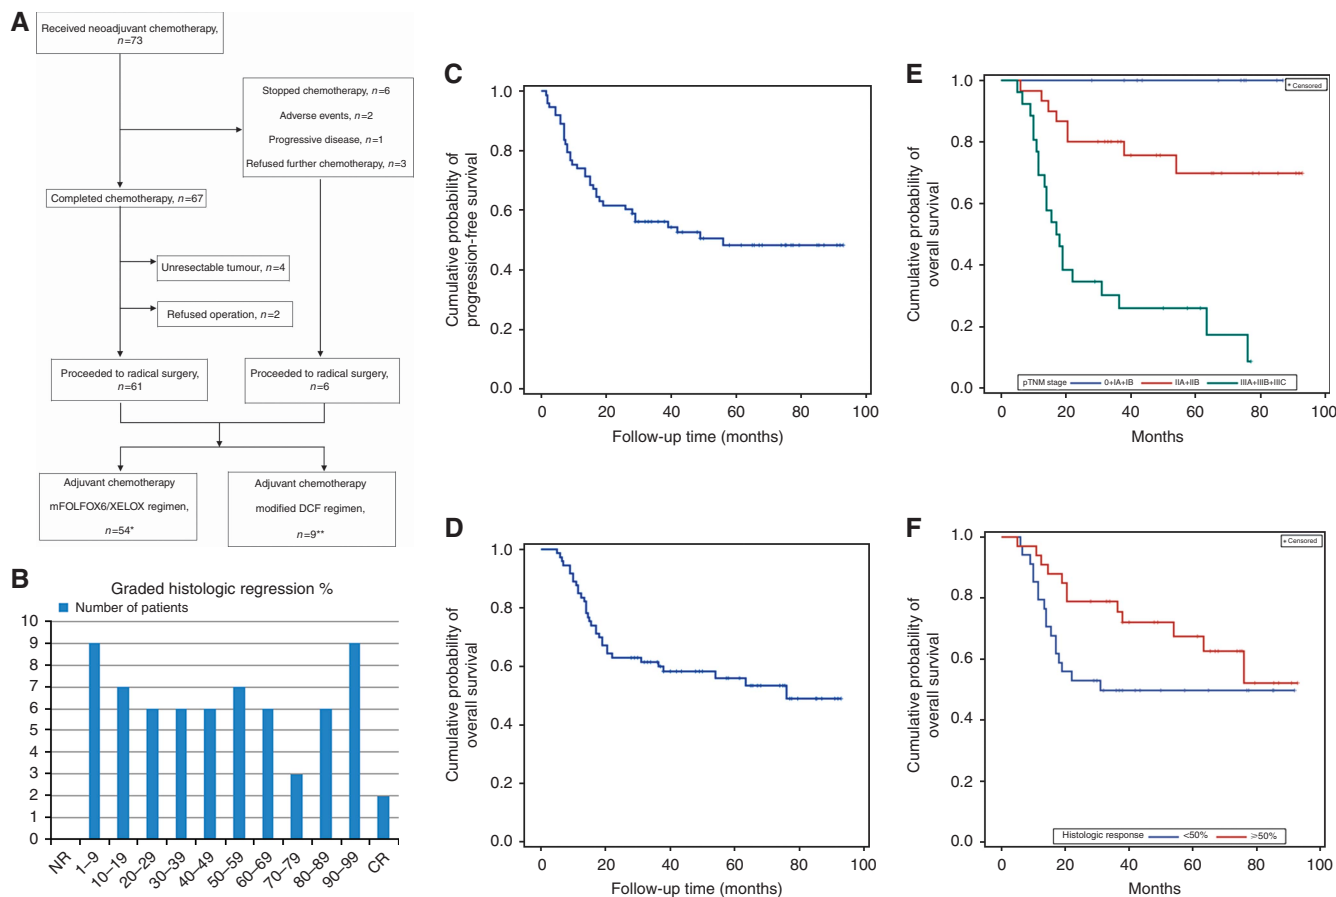 A
Received neoadjuvant chemotherapy,
n=73
Stopped chemotherapy, n=6
Adverse events, n=2
Progressive disease, n=1
Refused further chemotherapy, n=3
Completed chemotherapy, n=67
Unresectable tumour, n=4
Refused operation, n=2
Proceeded to radical surgery,
n=61
Proceeded to radical surgery,
n=6
Adjuvant chemotherapy
mFOLFOX6/XELOX regimen,
n=54*
Adjuvant chemotherapy
modified DCF regimen,
n=9**
B
Graded histologic regression %
Number of patients
10
9
8
7
6
5
4
3
2
1
0
NR
1–9
10–19
20–29
30–39
40–49
50–59
60–69
70–79
80–89
90–99
CR
C
Cumulative probability of
progression-free survival
1.0
0.8
0.6
0.4
0.2
0.0
0 20 40 60 80 100
Follow-up time (months)
D
Cumulative probability of
overall survival
1.0
0.8
0.6
0.4
0.2
0.0
0 20 40 60 80 100
Follow-up time (months)
E
Cumulative probability of
overall survival
1.0
0.8
0.6
0.4
0.2
0.0
* Censored
pTNM stage 0+IA+IB IIA+IIB IIIA+IIIB+IIIC
0 20 40 60 80 100
Months
F
Cumulative probability of
overall survival
1.0
0.8
0.6
0.4
0.2
0.0
+ Censored
Histologic response <50% ⩾50%
0 20 40 60 80 100
Months